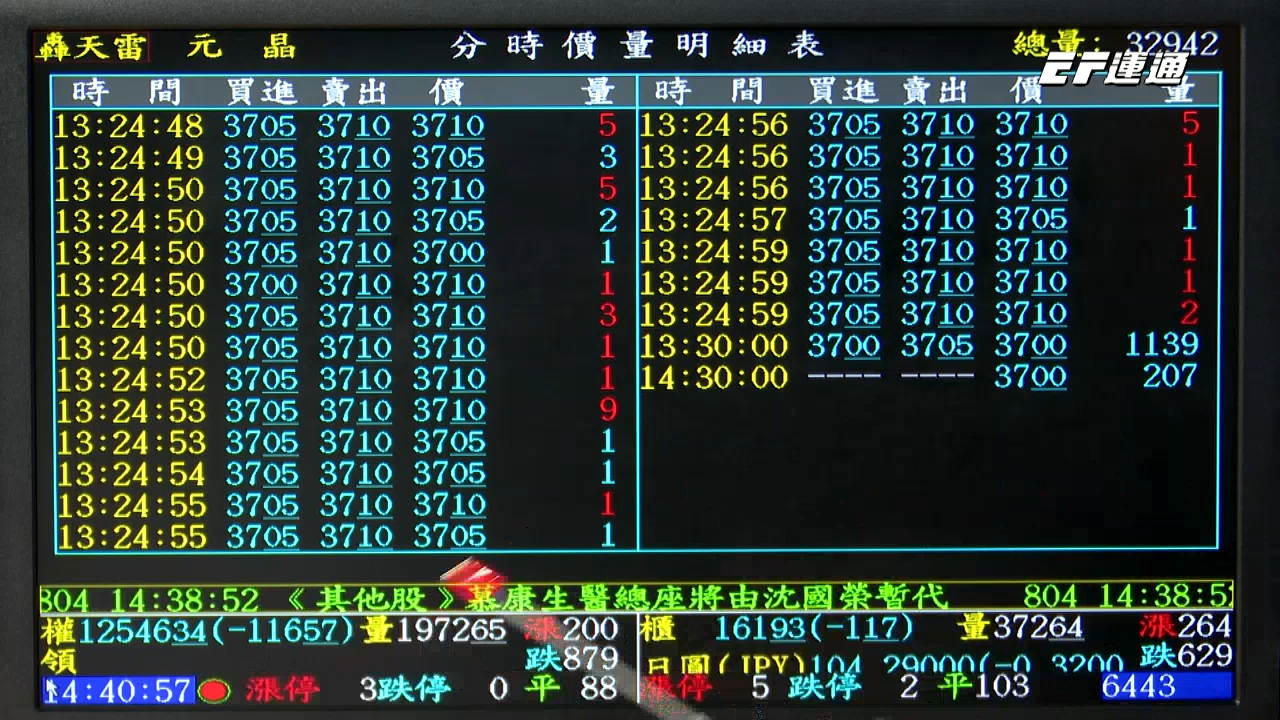 轟天雷 元 晶 分時價量明細表 總量: 32942
EF運通
時 間 買進 賣出 價 量 時 間 買進 賣出 價 量
13:24:48 3705 3710 3710 5 13:24:56 3705 3710 3710 5
13:24:49 3705 3710 3705 3 13:24:56 3705 3710 3710 1
13:24:50 3705 3710 3710 5 13:24:56 3705 3710 3710 1
13:24:50 3705 3710 3705 2 13:24:57 3705 3710 3705 1
13:24:50 3705 3710 3700 1 13:24:59 3705 3710 3710 1
13:24:50 3700 3710 3710 1 13:24:59 3705 3710 3710 1
13:24:50 3705 3710 3710 3 13:24:59 3705 3710 3710 2
13:24:50 3705 3710 3710 1 13:30:00 3700 3705 3700 1139
13:24:52 3705 3710 3710 1 14:30:00 ---- ---- 3700 207
13:24:53 3705 3710 3710 9
13:24:53 3705 3710 3705 1
13:24:54 3705 3710 3705 1
13:24:55 3705 3710 3710 1
13:24:55 3705 3710 3705 1
804 14:38:52 《其他股》慕康生醫總座將由沈國榮暫代 804 14:38:52
權1254634(-11657) 量197265 漲200 櫃 16193(-117) 量37264 漲264
領 跌879 日圓(JPY)104 29000(-0 3200 跌629
14:40:57 漲停 3跌停 0 平 88 漲停 5 跌停 2 平103 6443